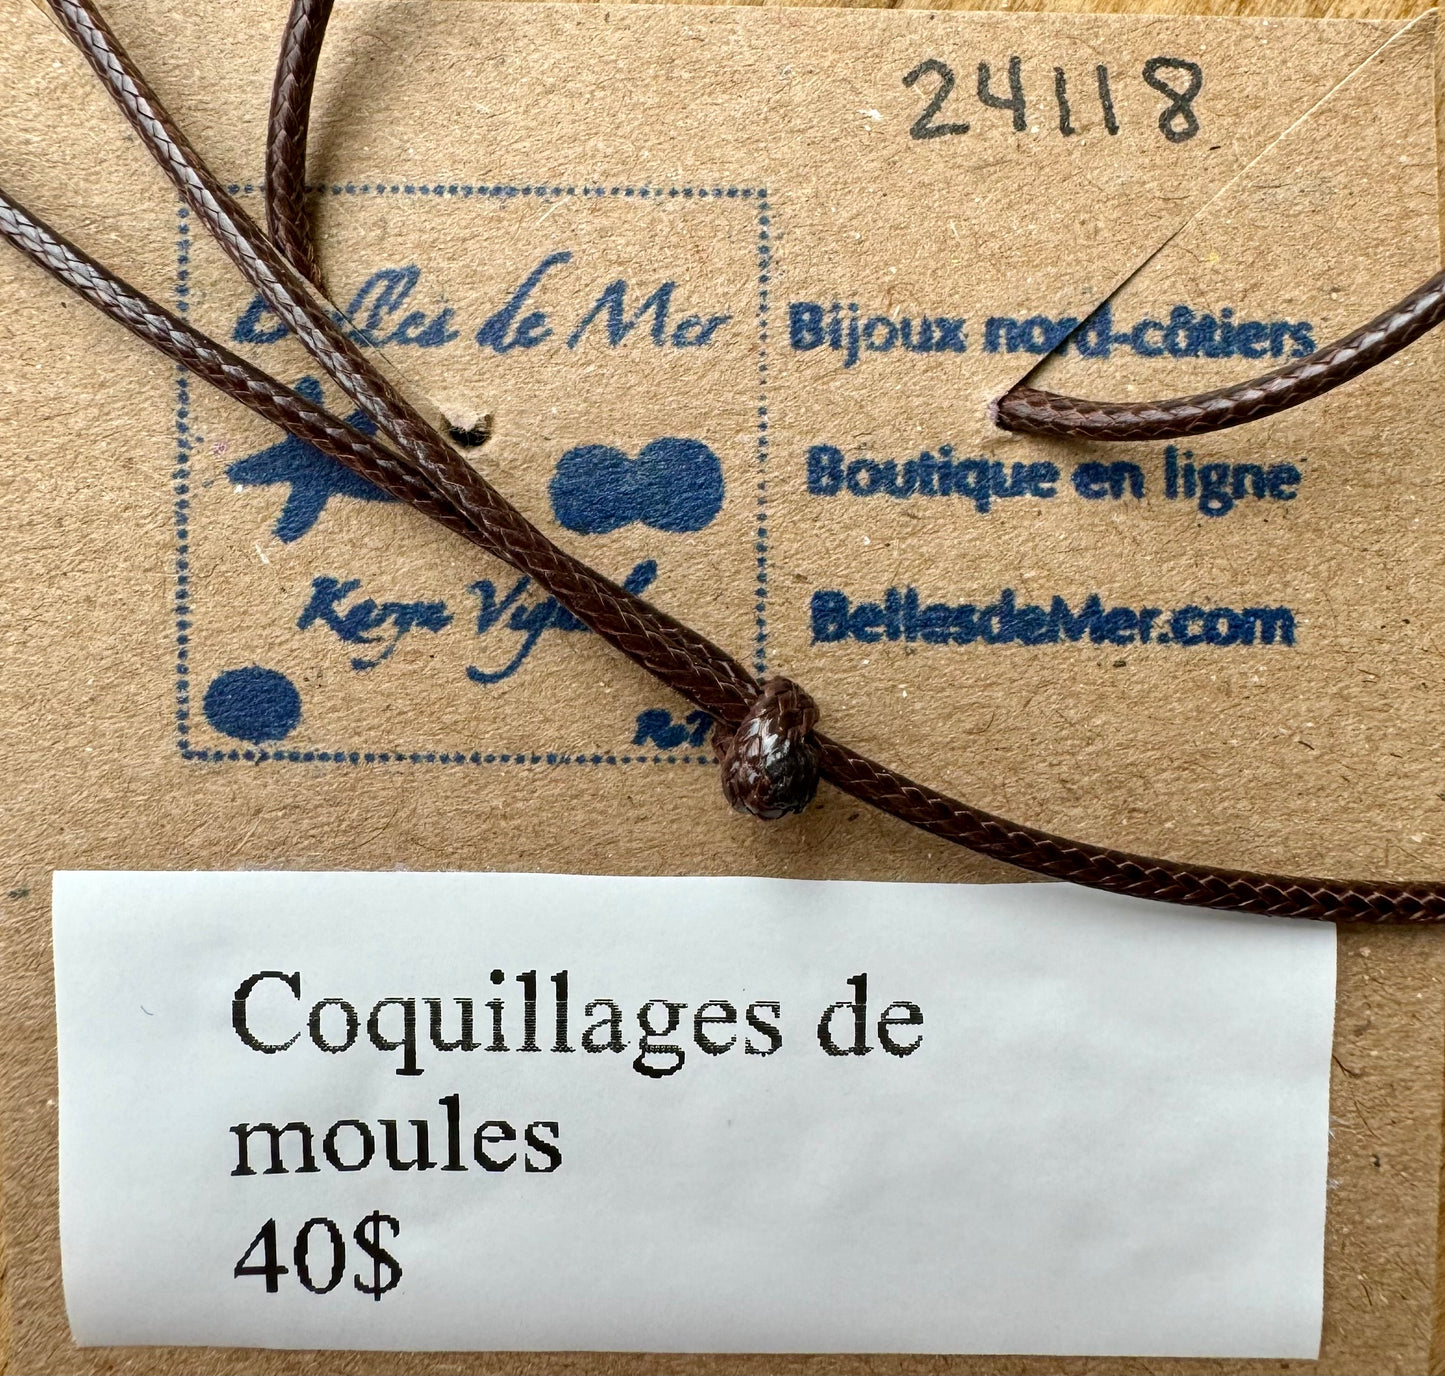 24118
Belles de Mer
Bijoux nord-côtiers
Boutique en ligne
BellesdeMer.com
Coquillages de
moules
40$